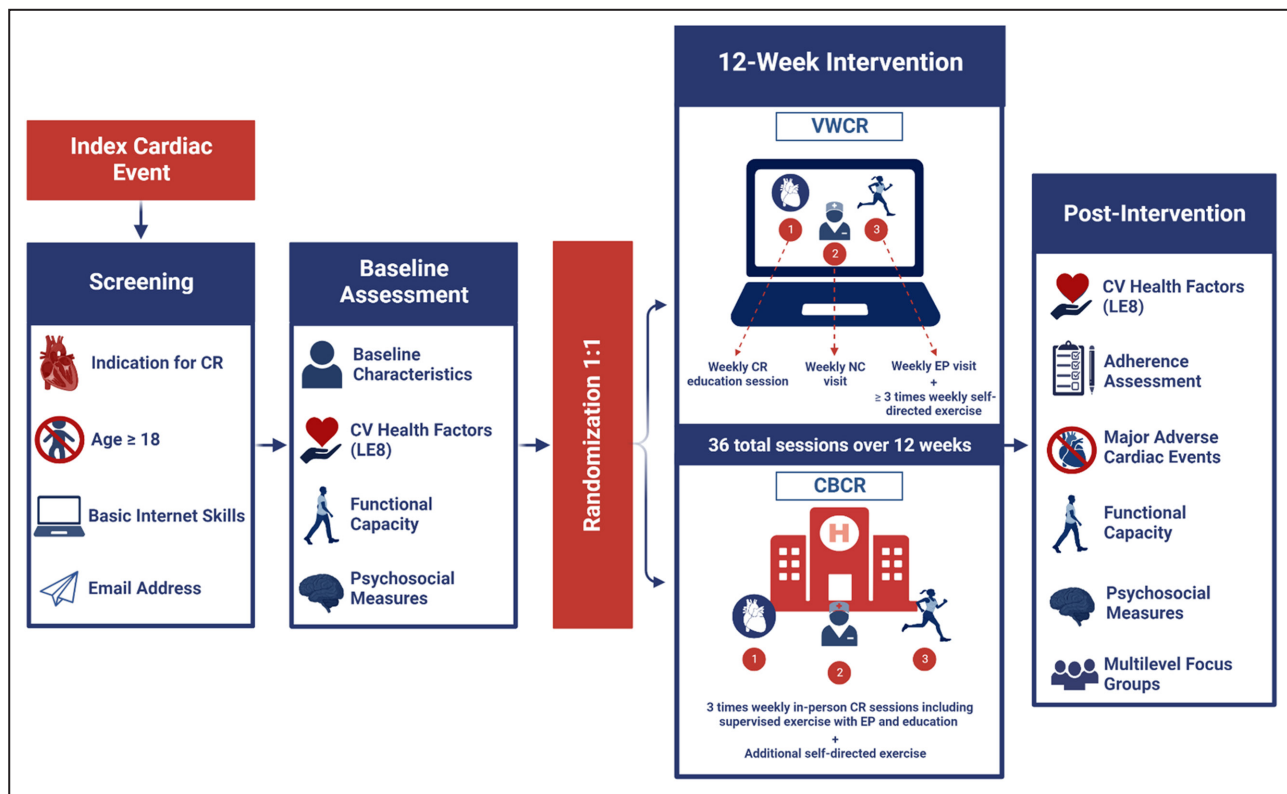 Index Cardiac
Event
Screening
Indication for CR
Age ≥ 18
Basic Internet Skills
Email Address
Baseline
Assessment
Baseline
Characteristics
CV Health Factors
(LE8)
Functional
Capacity
Psychosocial
Measures
Randomization 1:1
12-Week Intervention
VWCR
1
2
3
Weekly CR
education session
Weekly NC
visit
Weekly EP visit
+
≥ 3 times weekly self-
directed exercise
36 total sessions over 12 weeks
CBCR
H
1
2
3
3 times weekly in-person CR sessions including
supervised exercise with EP and education
+
Additional self-directed exercise
Post-Intervention
CV Health Factors
(LE8)
Adherence
Assessment
Major Adverse
Cardiac Events
Functional
Capacity
Psychosocial
Measures
Multilevel Focus
Groups